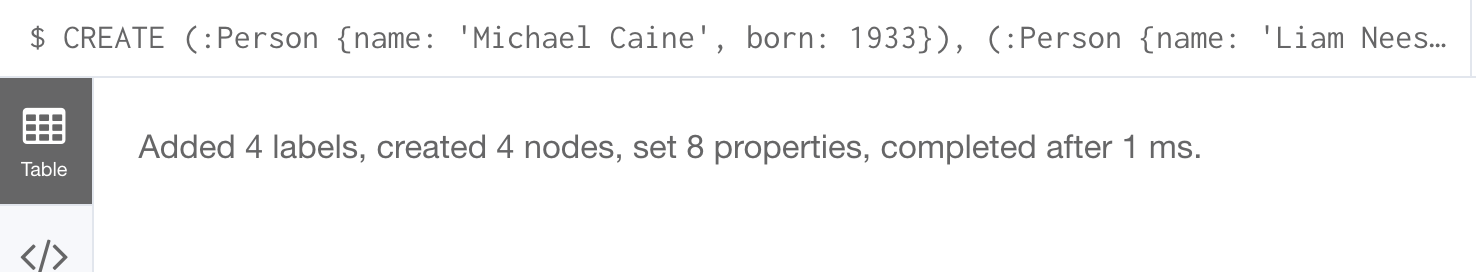 $ CREATE (:Person {name: 'Michael Caine', born: 1933}), (:Person {name: 'Liam Nees…
Added 4 labels, created 4 nodes, set 8 properties, completed after 1 ms.
Table